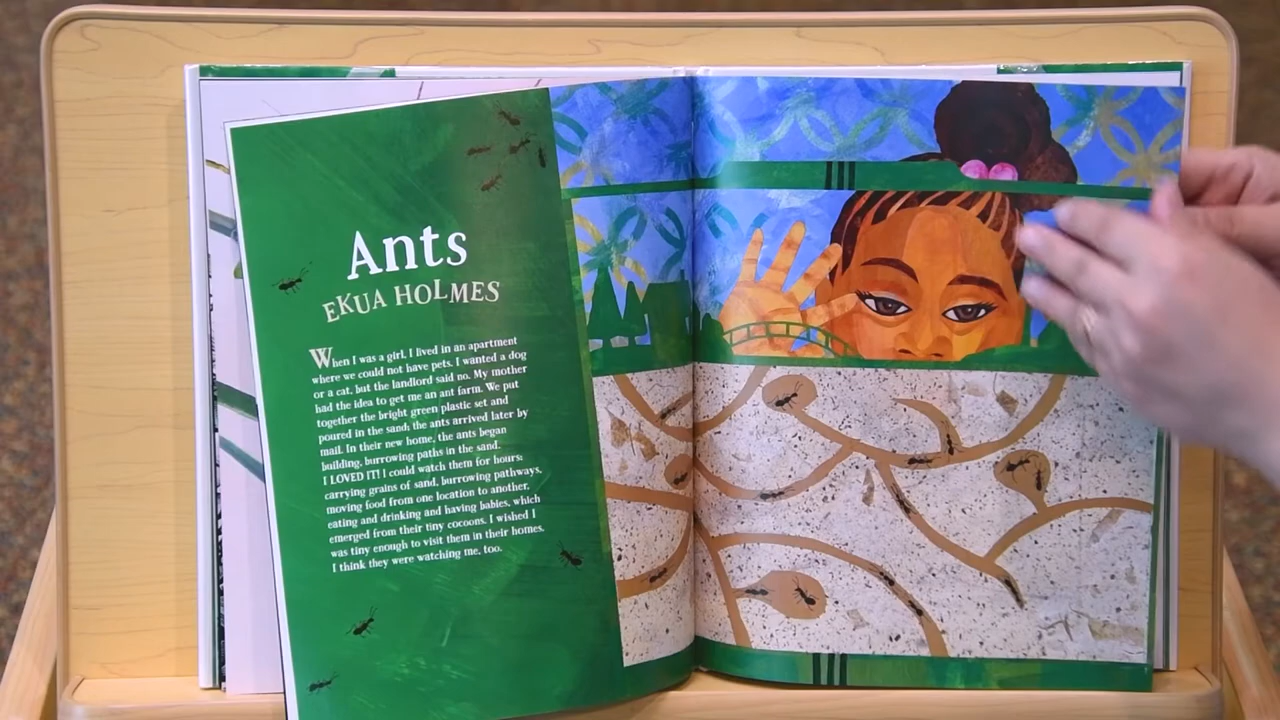 Ants
EKUA HOLMES
When I was a girl, I lived in an apartment
where we could not have pets. I wanted a dog
or a cat, but the landlord said no. My mother
had the idea to get me an ant farm. We put
together the bright green plastic set and
poured in the sand; the ants arrived later by
mail. In their new home, the ants began
building, burrowing paths in the sand.
I LOVED IT! I could watch them for hours:
carrying grains of sand, burrowing pathways,
moving food from one location to another,
eating and drinking and having babies, which
emerged from their tiny cocoons. I wished I
was tiny enough to visit them in their homes.
I think they were watching me, too.